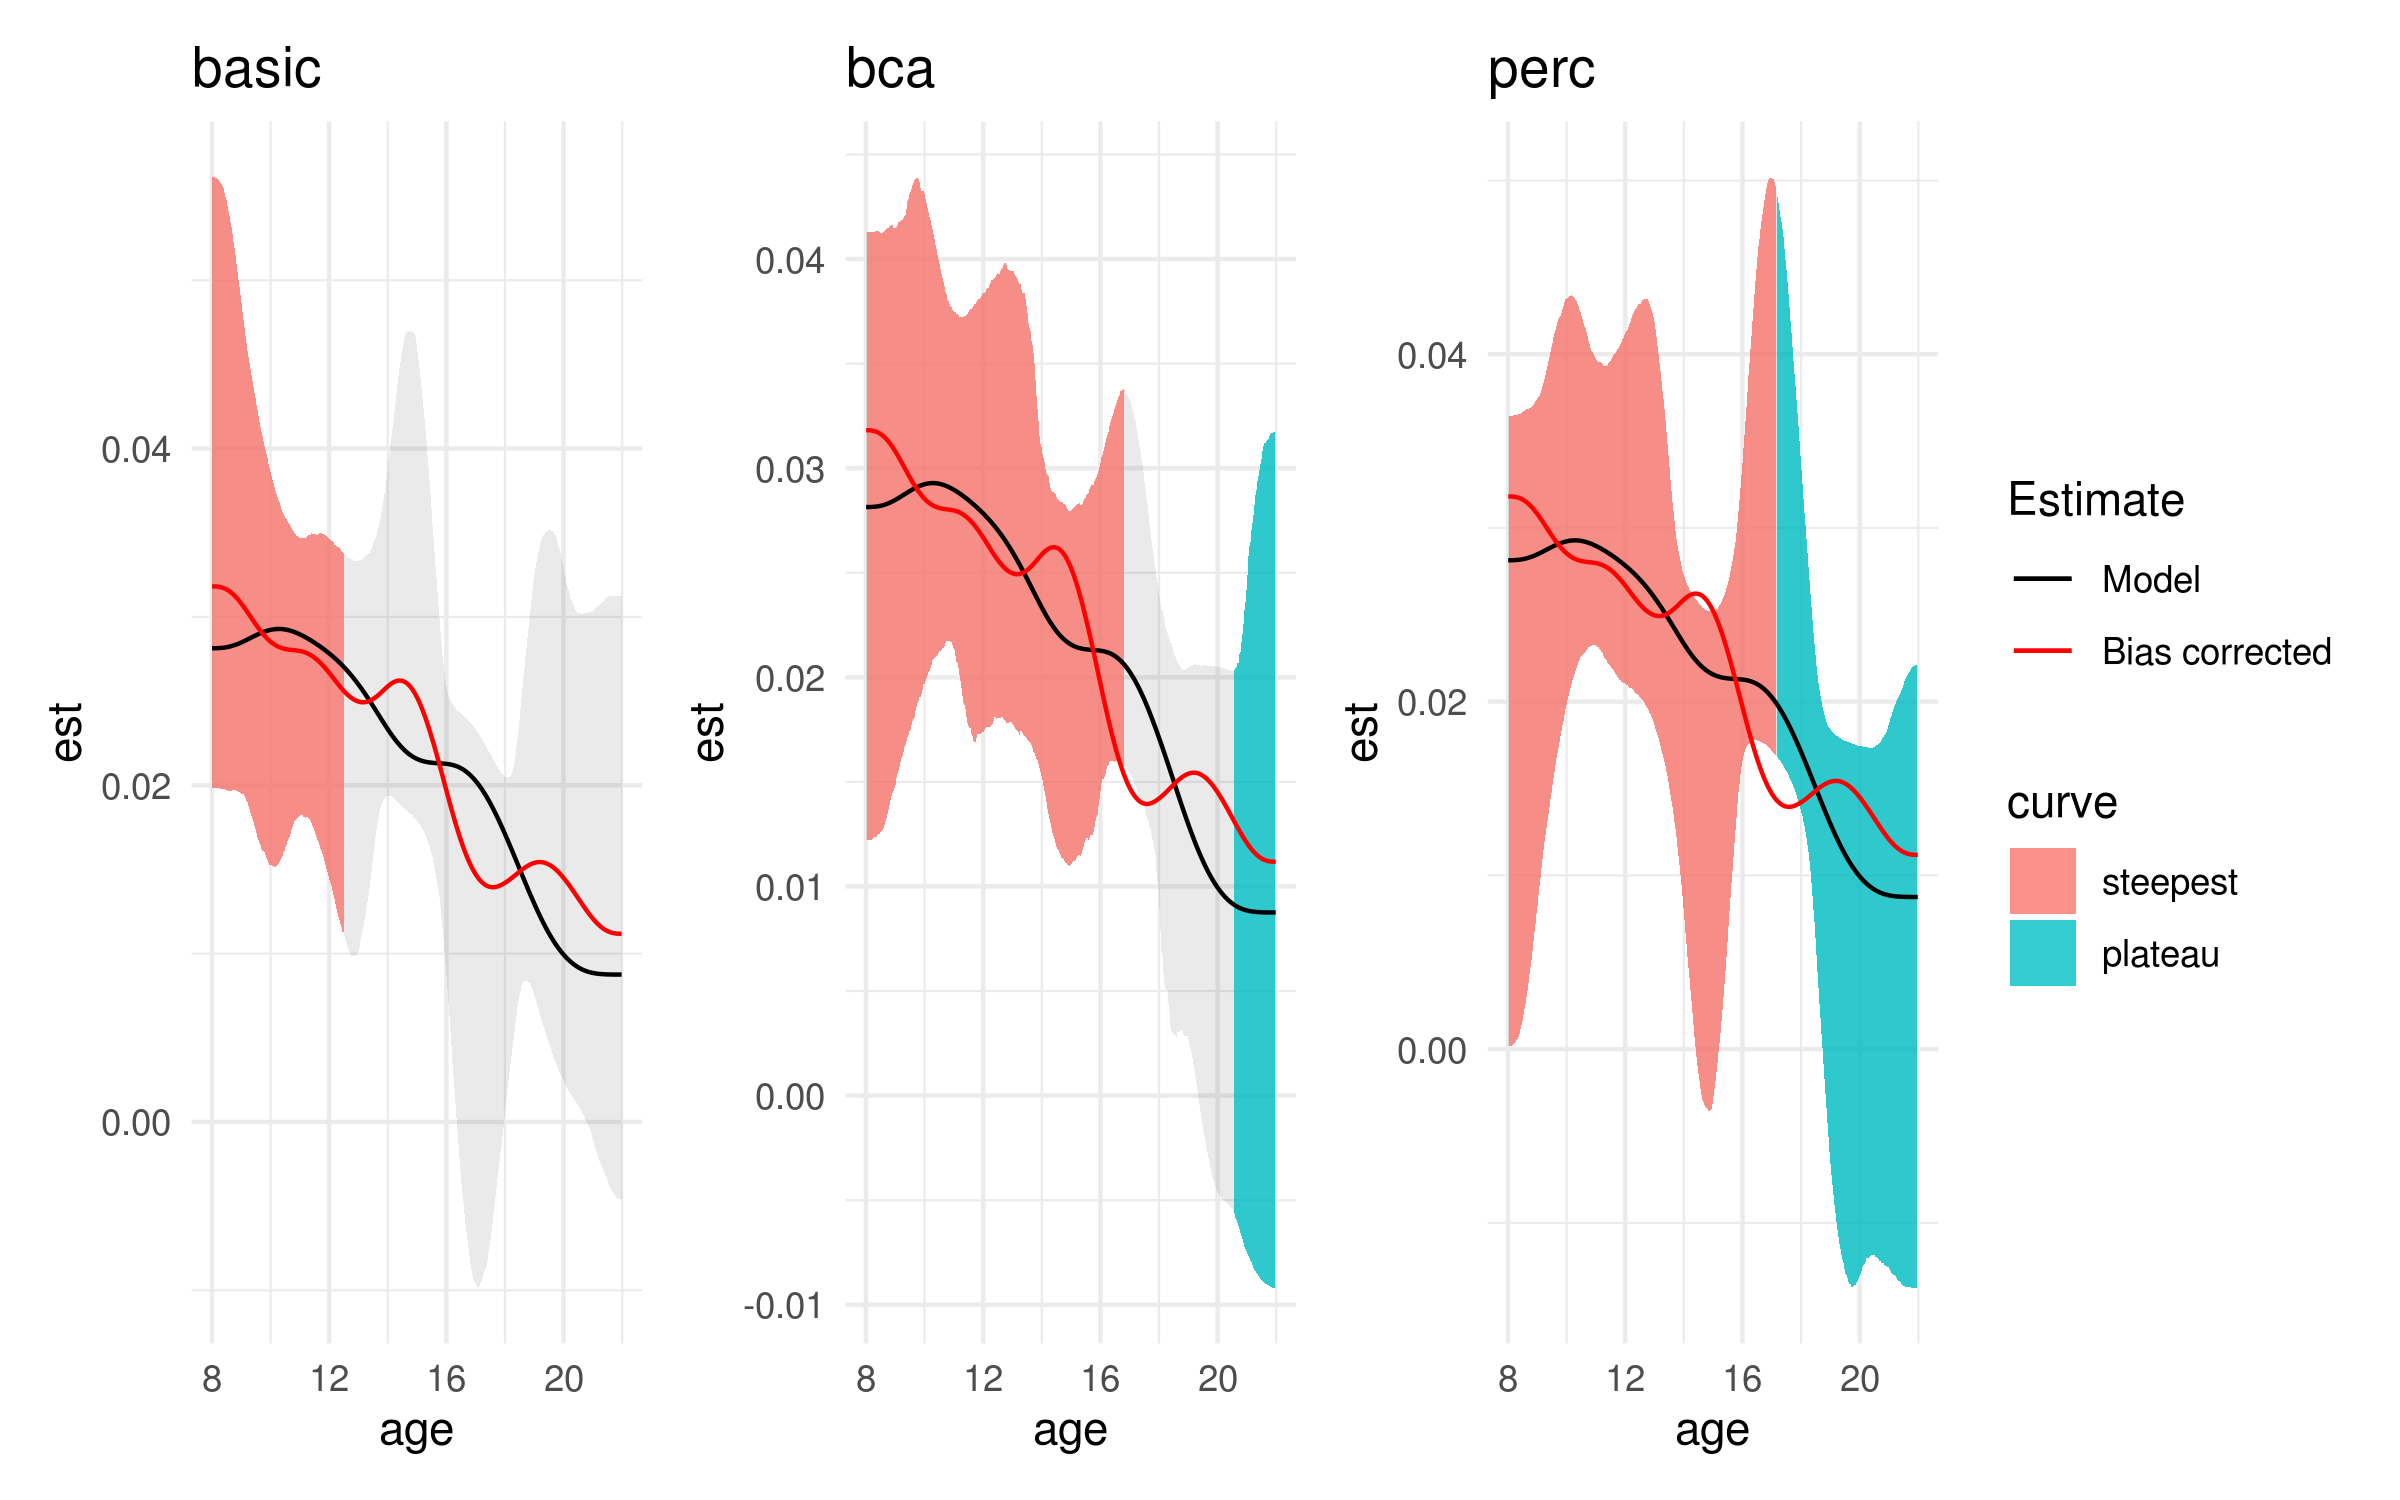 basic
est
0.04
0.02
0.00
8 12 16 20
age
bca
est
0.04
0.03
0.02
0.01
0.00
-0.01
8 12 16 20
age
perc
est
0.04
0.02
0.00
8 12 16 20
age
Estimate
Model
Bias corrected
curve
steepest
plateau